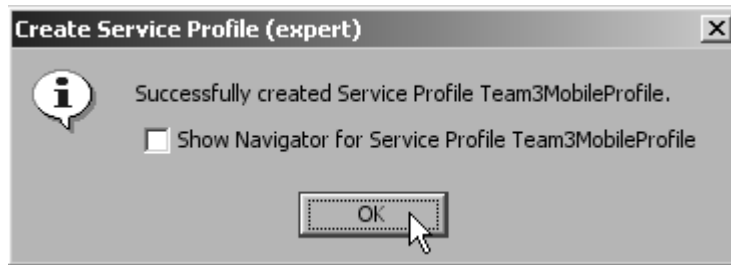 Create Service Profile (expert)
Successfully created Service Profile Team3MobileProfile.
Show Navigator for Service Profile Team3MobileProfile
OK